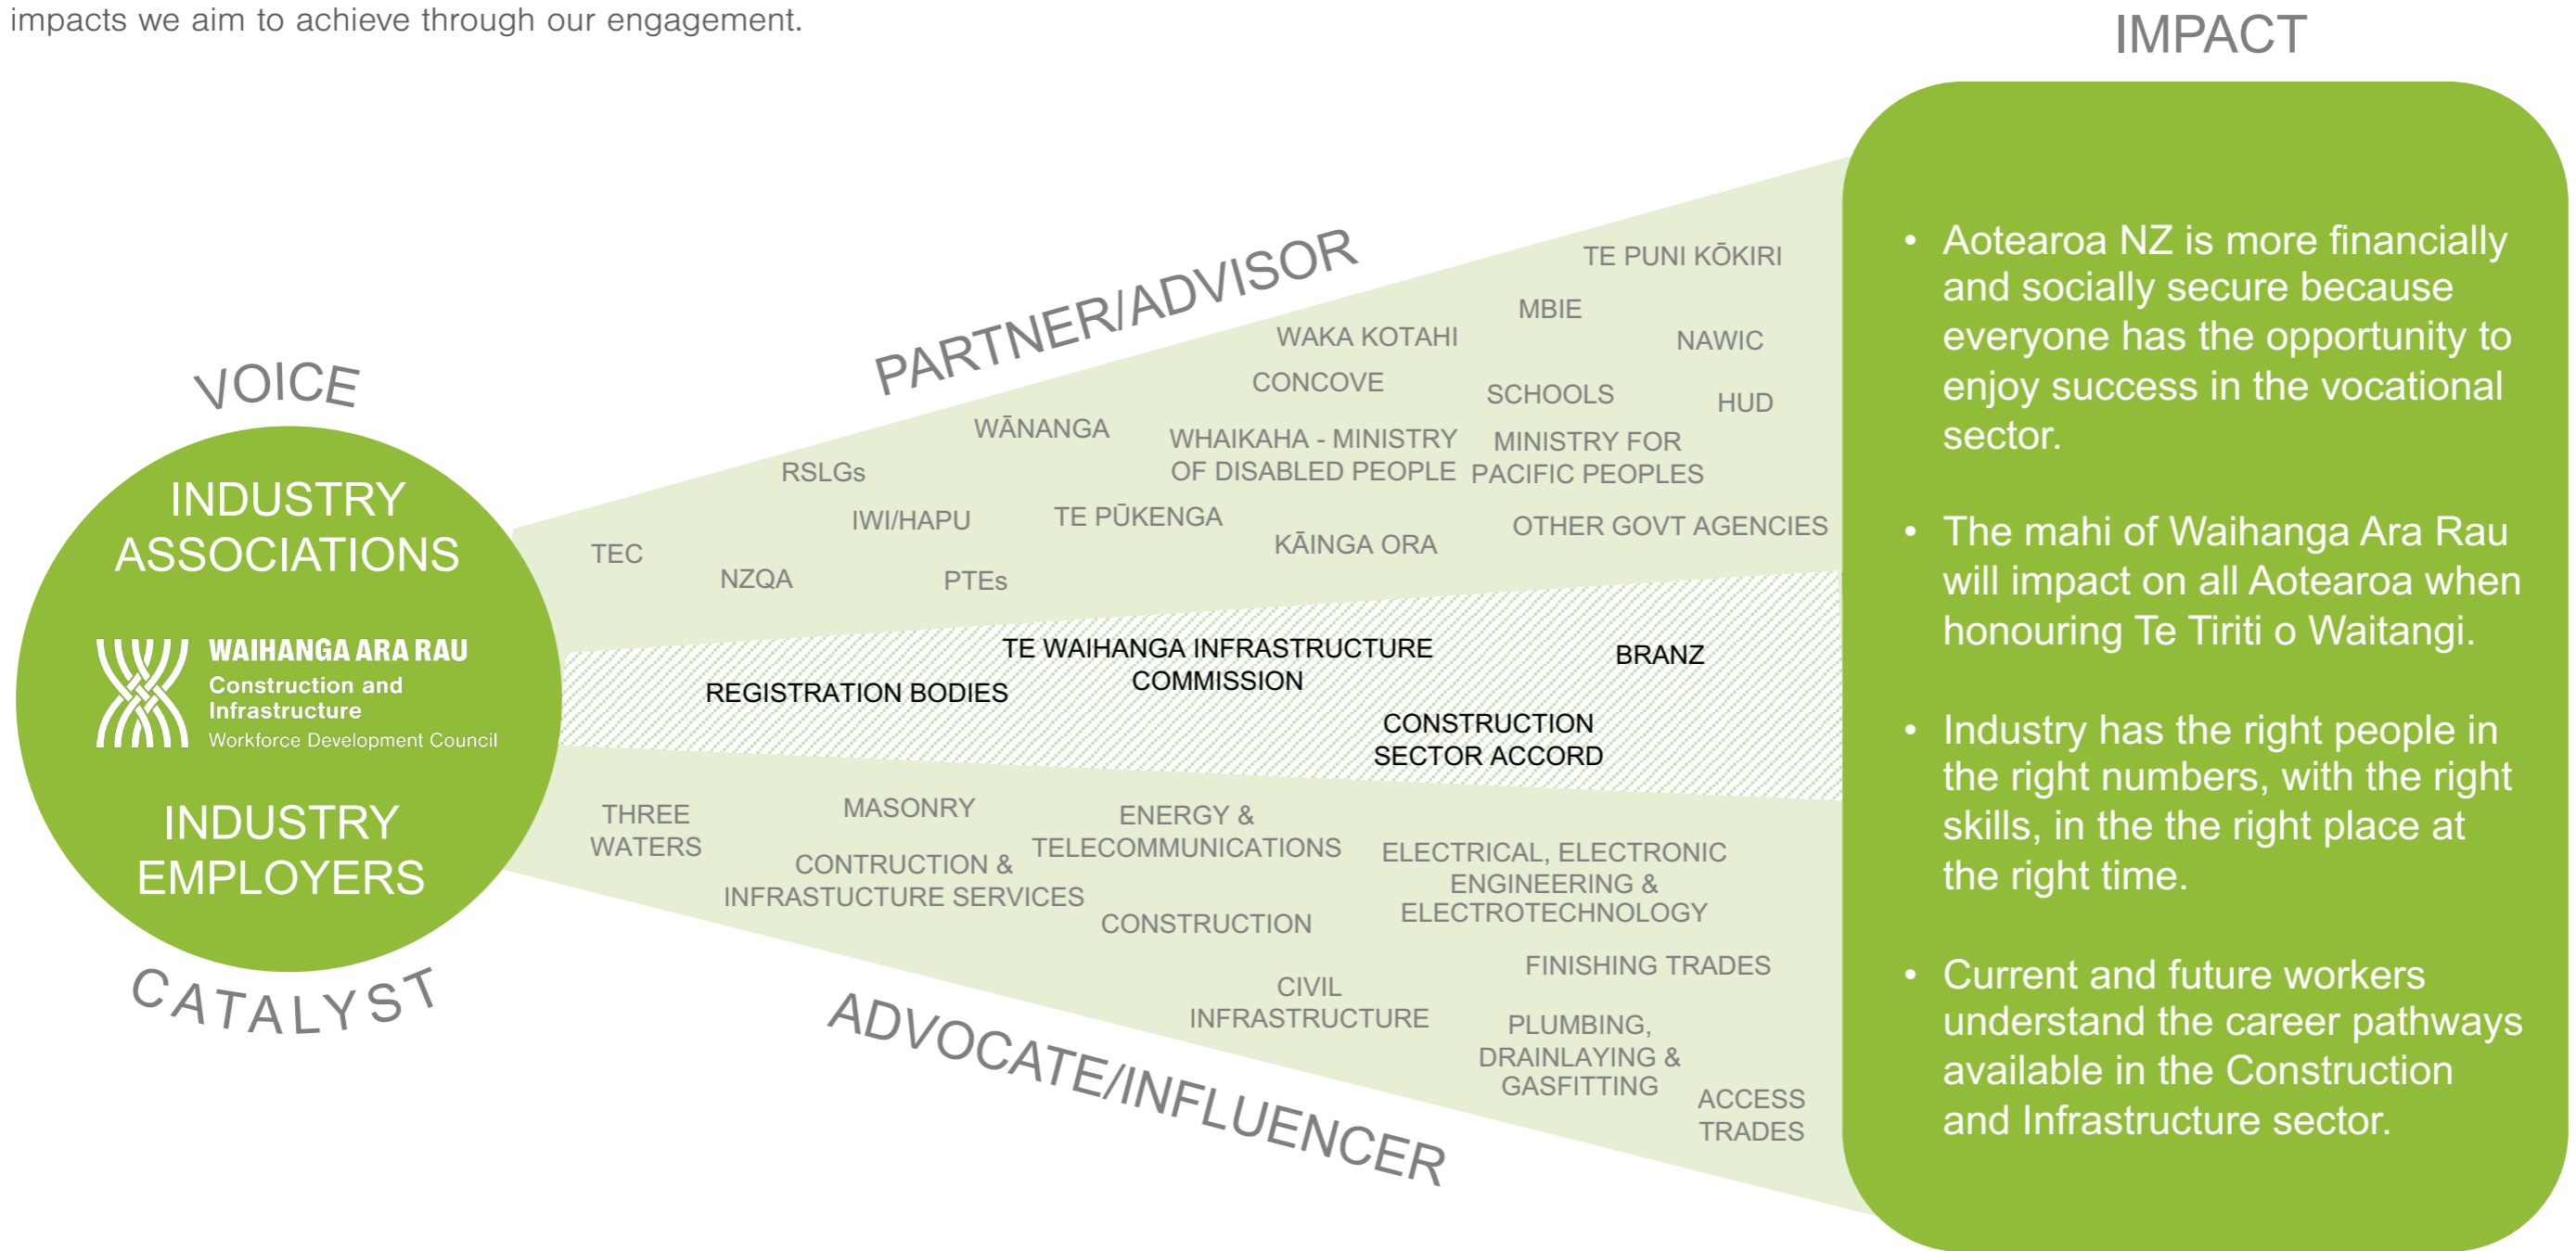 impacts we aim to achieve through our engagement.
IMPACT
VOICE
INDUSTRY
ASSOCIATIONS
WAIHANGA ARA RAU
Construction and
Infrastructure
Workforce Development Council
INDUSTRY
EMPLOYERS
CATALYST
PARTNER/ADVISOR
TE PUNI KŌKIRI
MBIE
WAKA KOTAHI
NAWIC
CONCOVE
SCHOOLS
HUD
WĀNANGA
WHAIKAHA - MINISTRY
OF DISABLED PEOPLE
MINISTRY FOR
PACIFIC PEOPLES
RSLGs
IWI/HAPU
TE PŪKENGA
OTHER GOVT AGENCIES
KĀINGA ORA
TEC
NZQA
PTEs
TE WAIHANGA INFRASTRUCTURE
COMMISSION
BRANZ
REGISTRATION BODIES
CONSTRUCTION
SECTOR ACCORD
THREE
WATERS
MASONRY
ENERGY &
TELECOMMUNICATIONS
CONTRUCTION &
INFRASTUCTURE SERVICES
ELECTRICAL, ELECTRONIC
ENGINEERING &
ELECTROTECHNOLOGY
CONSTRUCTION
FINISHING TRADES
CIVIL
INFRASTRUCTURE
PLUMBING,
DRAINLAYING &
GASFITTING
ACCESS
TRADES
ADVOCATE/INFLUENCER
• Aotearoa NZ is more financially
and socially secure because
everyone has the opportunity to
enjoy success in the vocational
sector.
• The mahi of Waihanga Ara Rau
will impact on all Aotearoa when
honouring Te Tiriti o Waitangi.
• Industry has the right people in
the right numbers, with the right
skills, in the the right place at
the right time.
• Current and future workers
understand the career pathways
available in the Construction
and Infrastructure sector.